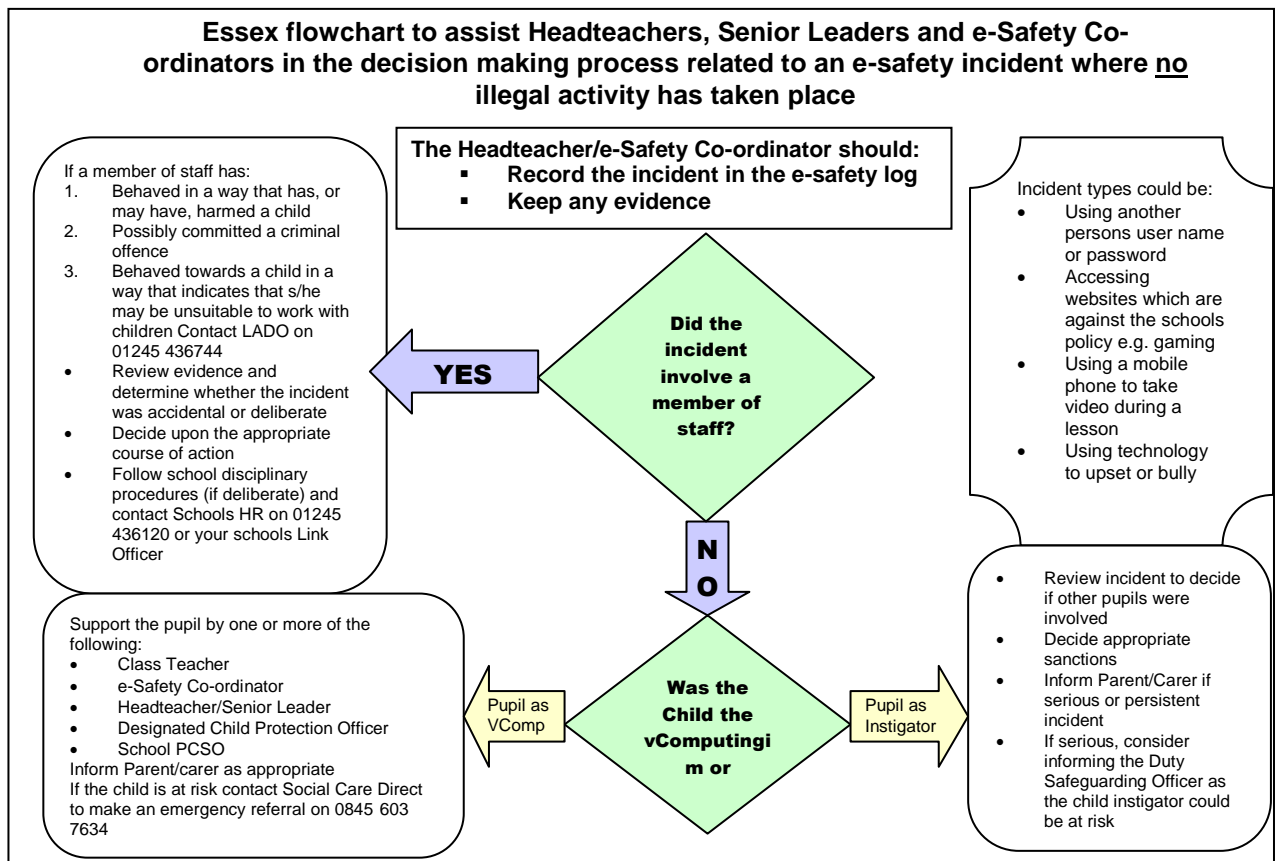 Essex flowchart to assist Headteachers, Senior Leaders and e-Safety Co-
ordinators in the decision making process related to an e-safety incident where no
illegal activity has taken place
The Headteacher/e-Safety Co-ordinator should:
▪ Record the incident in the e-safety log
▪ Keep any evidence
If a member of staff has:
1. Behaved in a way that has, or
may have, harmed a child
2. Possibly committed a criminal
offence
3. Behaved towards a child in a
way that indicates that s/he
may be unsuitable to work with
children Contact LADO on
01245 436744
• Review evidence and
determine whether the incident
was accidental or deliberate
• Decide upon the appropriate
course of action
• Follow school disciplinary
procedures (if deliberate) and
contact Schools HR on 01245
436120 or your schools Link
Officer
YES
Did the
incident
involve a
member of
staff?
Incident types could be:
• Using another
persons user name
or password
• Accessing
websites which are
against the schools
policy e.g. gaming
• Using a mobile
phone to take
video during a
lesson
• Using technology
to upset or bully
N
O
Support the pupil by one or more of the
following:
• Class Teacher
• e-Safety Co-ordinator
• Headteacher/Senior Leader
• Designated Child Protection Officer
• School PCSO
Inform Parent/carer as appropriate
If the child is at risk contact Social Care Direct
to make an emergency referral on 0845 603
7634
Pupil as
VComp
Was the
Child the
vComputingi
m or
Pupil as
Instigator
• Review incident to decide
if other pupils were
involved
• Decide appropriate
sanctions
• Inform Parent/Carer if
serious or persistent
incident
• If serious, consider
informing the Duty
Safeguarding Officer as
the child instigator could
be at risk